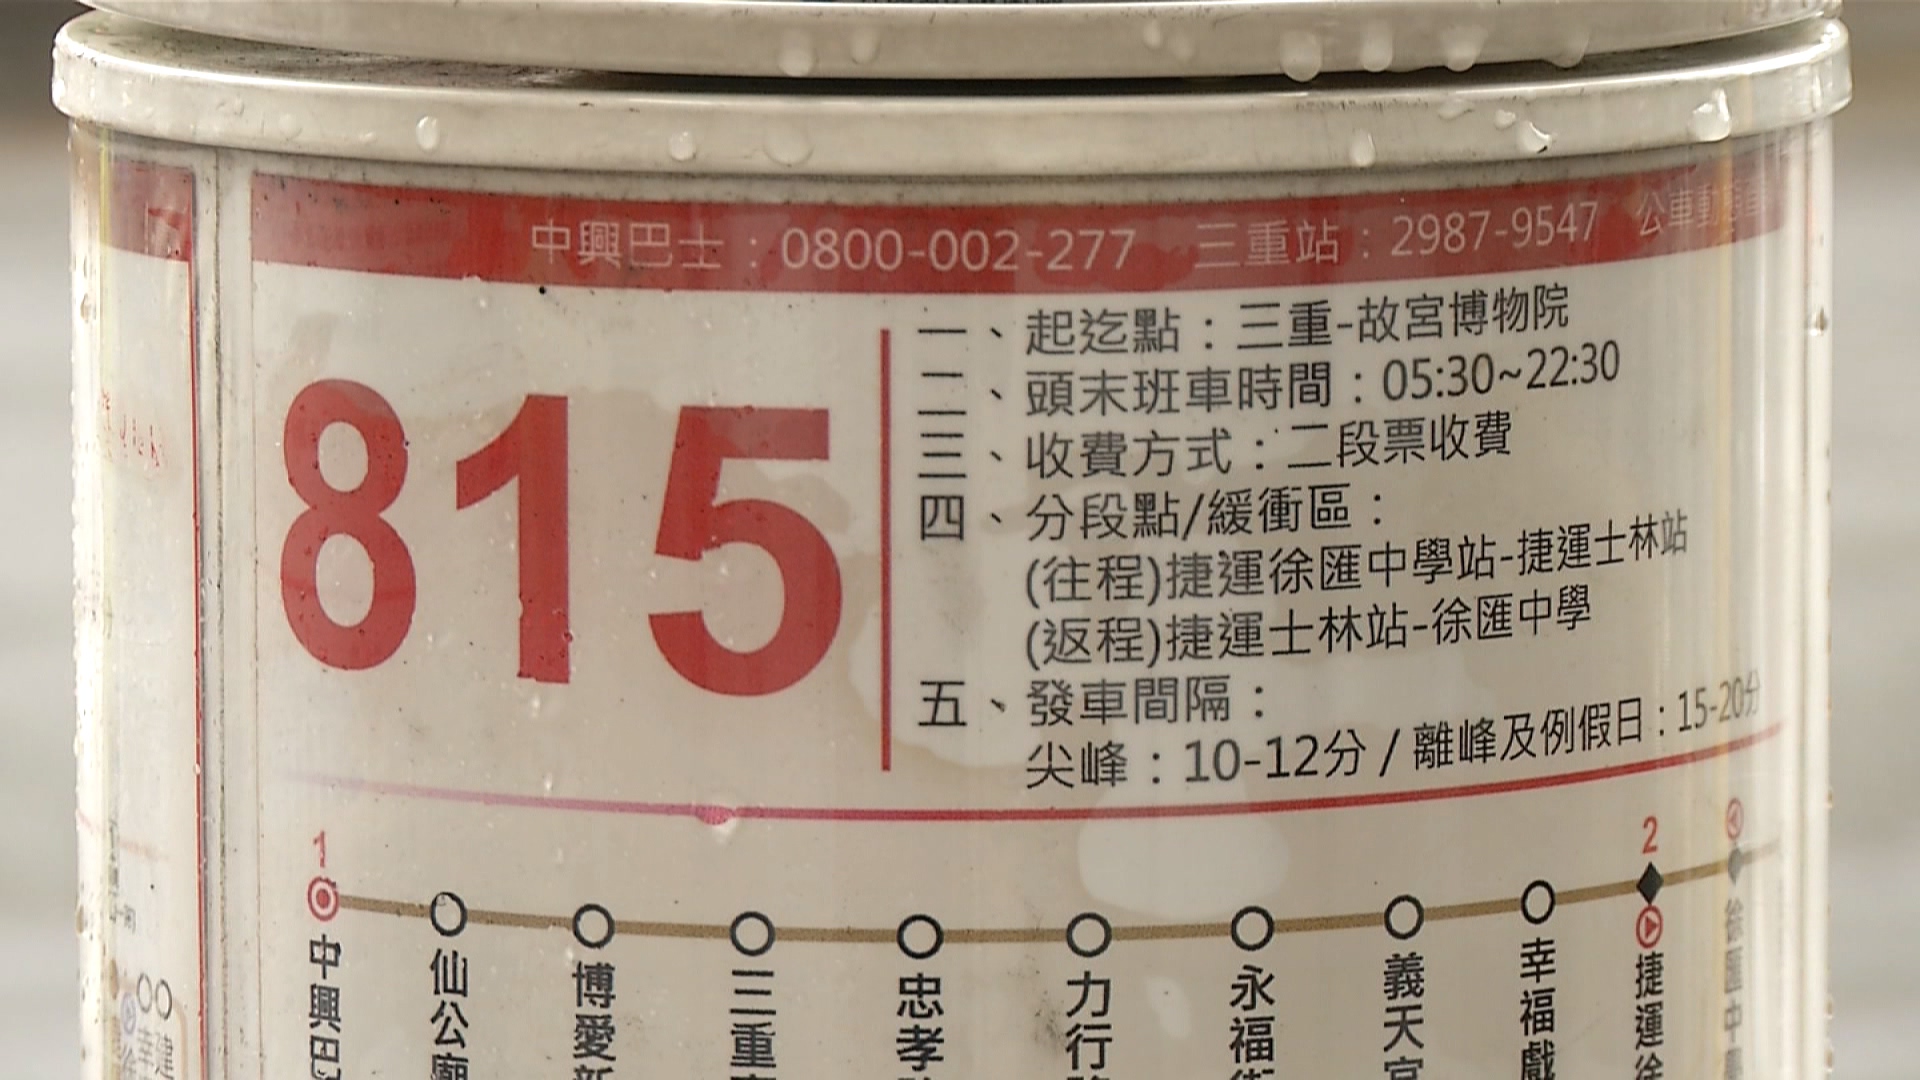 中興巴士：0800-002-277　三重站：2987-9547　公車動態
815
一、起迄點：三重-故宮博物院
二、頭末班車時間：05:30~22:30
三、收費方式：二段票收費
四、分段點/緩衝區：
(往程)捷運徐匯中學站-捷運士林站
(返程)捷運士林站-徐匯中學
五、發車間隔：
尖峰：10-12分 / 離峰及例假日：15-20分
1
2
中興巴
仙公廟
博愛新
三重
忠孝
力行
永福街
義天宮
幸福戲
捷運徐
徐匯中